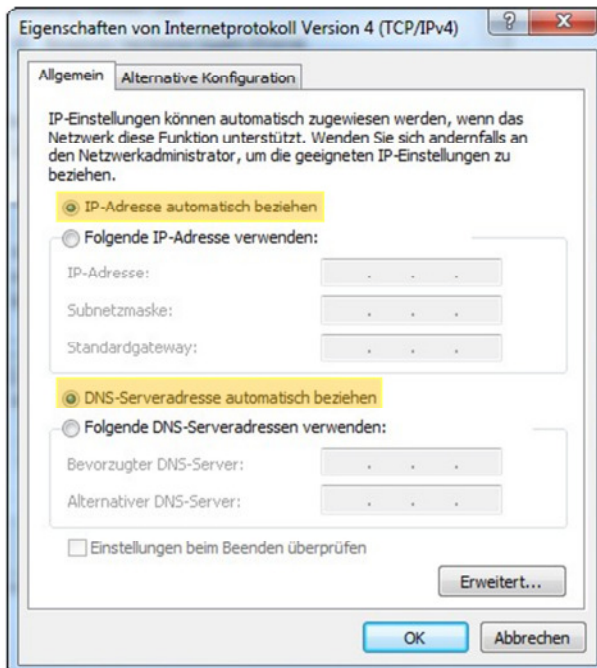 Eigenschaften von Internetprotokoll Version 4 (TCP/IPv4)
Allgemein
Alternative Konfiguration
IP-Einstellungen können automatisch zugewiesen werden, wenn das
Netzwerk diese Funktion unterstützt. Wenden Sie sich andernfalls an
den Netzwerkadministrator, um die geeigneten IP-Einstellungen zu
beziehen.
IP-Adresse automatisch beziehen
Folgende IP-Adresse verwenden:
IP-Adresse:
Subnetzmaske:
Standardgateway:
DNS-Serveradresse automatisch beziehen
Folgende DNS-Serveradressen verwenden:
Bevorzugter DNS-Server:
Alternativer DNS-Server:
Einstellungen beim Beenden überprüfen
Erweitert...
OK
Abbrechen